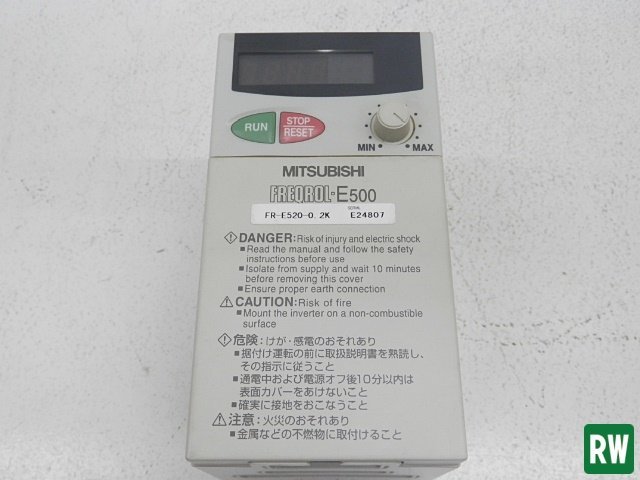 RUN
STOP
RESET
MIN
MAX
MITSUBISHI
FREQROL-E500
SERIAL
FR-E520-0.2K E24807
DANGER: Risk of injury and electric shock
■ Read the manual and follow the safety
instructions before use
■ Isolate from supply and wait 10 minutes
before removing this cover
■ Ensure proper earth connection
CAUTION: Risk of fire
■ Mount the inverter on a non-combustible
surface
危険：けが・感電のおそれあり
■据付け運転の前に取扱説明書を熟読し、
その指示に従うこと
■通電中および電源オフ後10分以内は
表面カバーをあけないこと
■確実に接地をおこなうこと
注意：火災のおそれあり
■金属などの不燃物に取付けること
RW